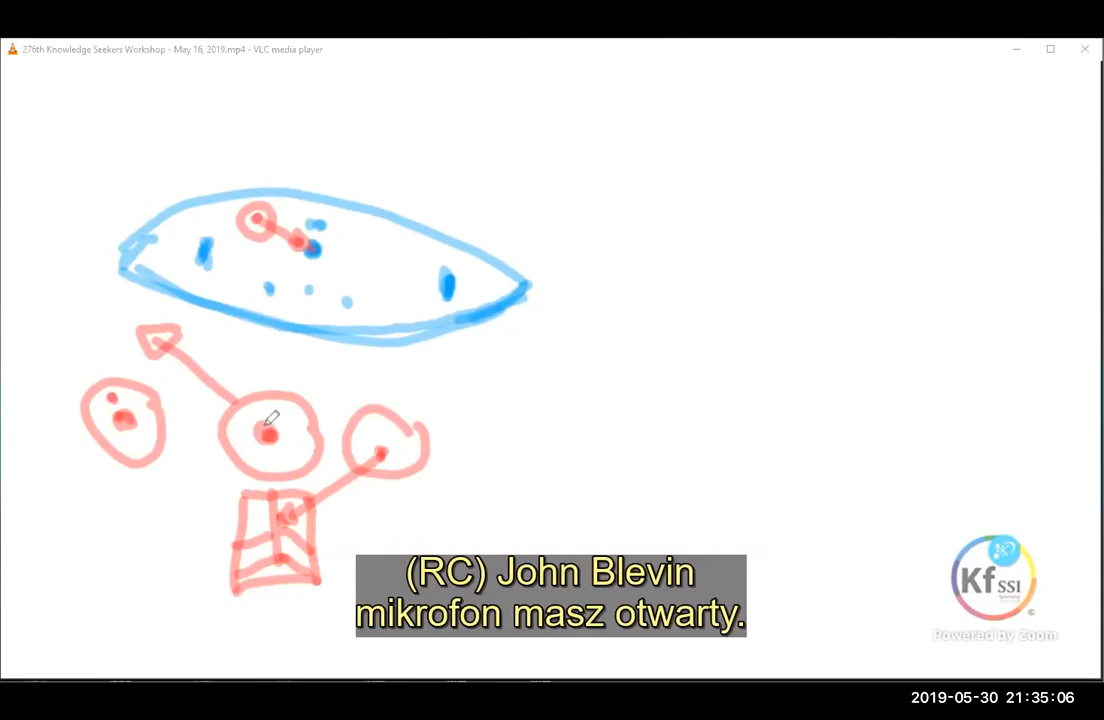 276th Knowledge Seekers Workshop - May 16, 2019.mp4 - VLC media player
(RC) John Blevin
mikrofon masz otwarty.
Kf SSI
Powered by Zoom
2019-05-30 21:35:06